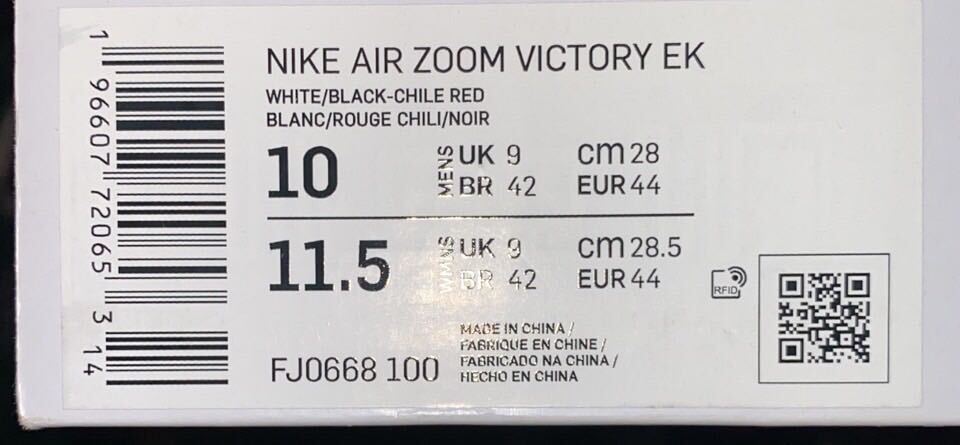 NIKE AIR ZOOM VICTORY EK
WHITE/BLACK-CHILE RED
BLANC/ROUGE CHILI/NOIR
10 MENS UK 9 CM 28
BR 42 EUR 44
11.5 WMNS UK 9 CM 28.5
BR 42 EUR 44
RFID
FJ0668 100
MADE IN CHINA /
FABRIQUE EN CHINE /
FABRICADO NA CHINA /
HECHO EN CHINA
1 96607 72065 3 14